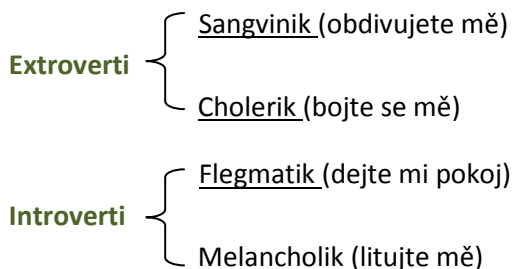 Sangvinik (obdivujete mě)
Extroverti
Cholerik (bojte se mě)
Flegmatik (dejte mi pokoj)
Introverti
Melancholik (litujte mě)